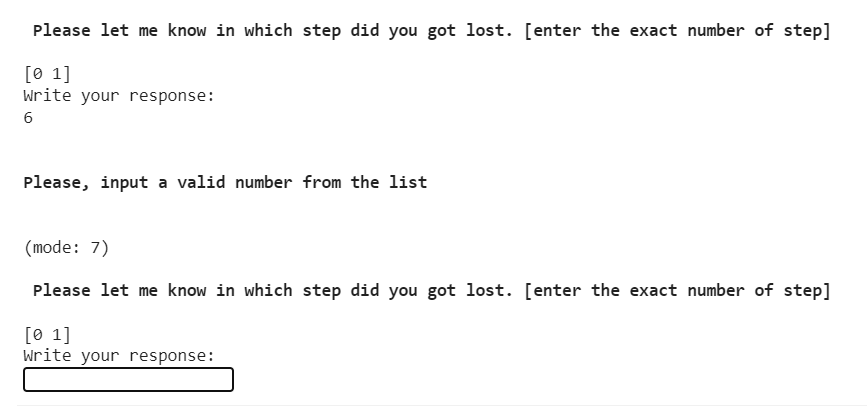 Please let me know in which step did you got lost. [enter the exact number of step]
[0 1]
Write your response:
6
Please, input a valid number from the list
(mode: 7)
Please let me know in which step did you got lost. [enter the exact number of step]
[0 1]
Write your response: